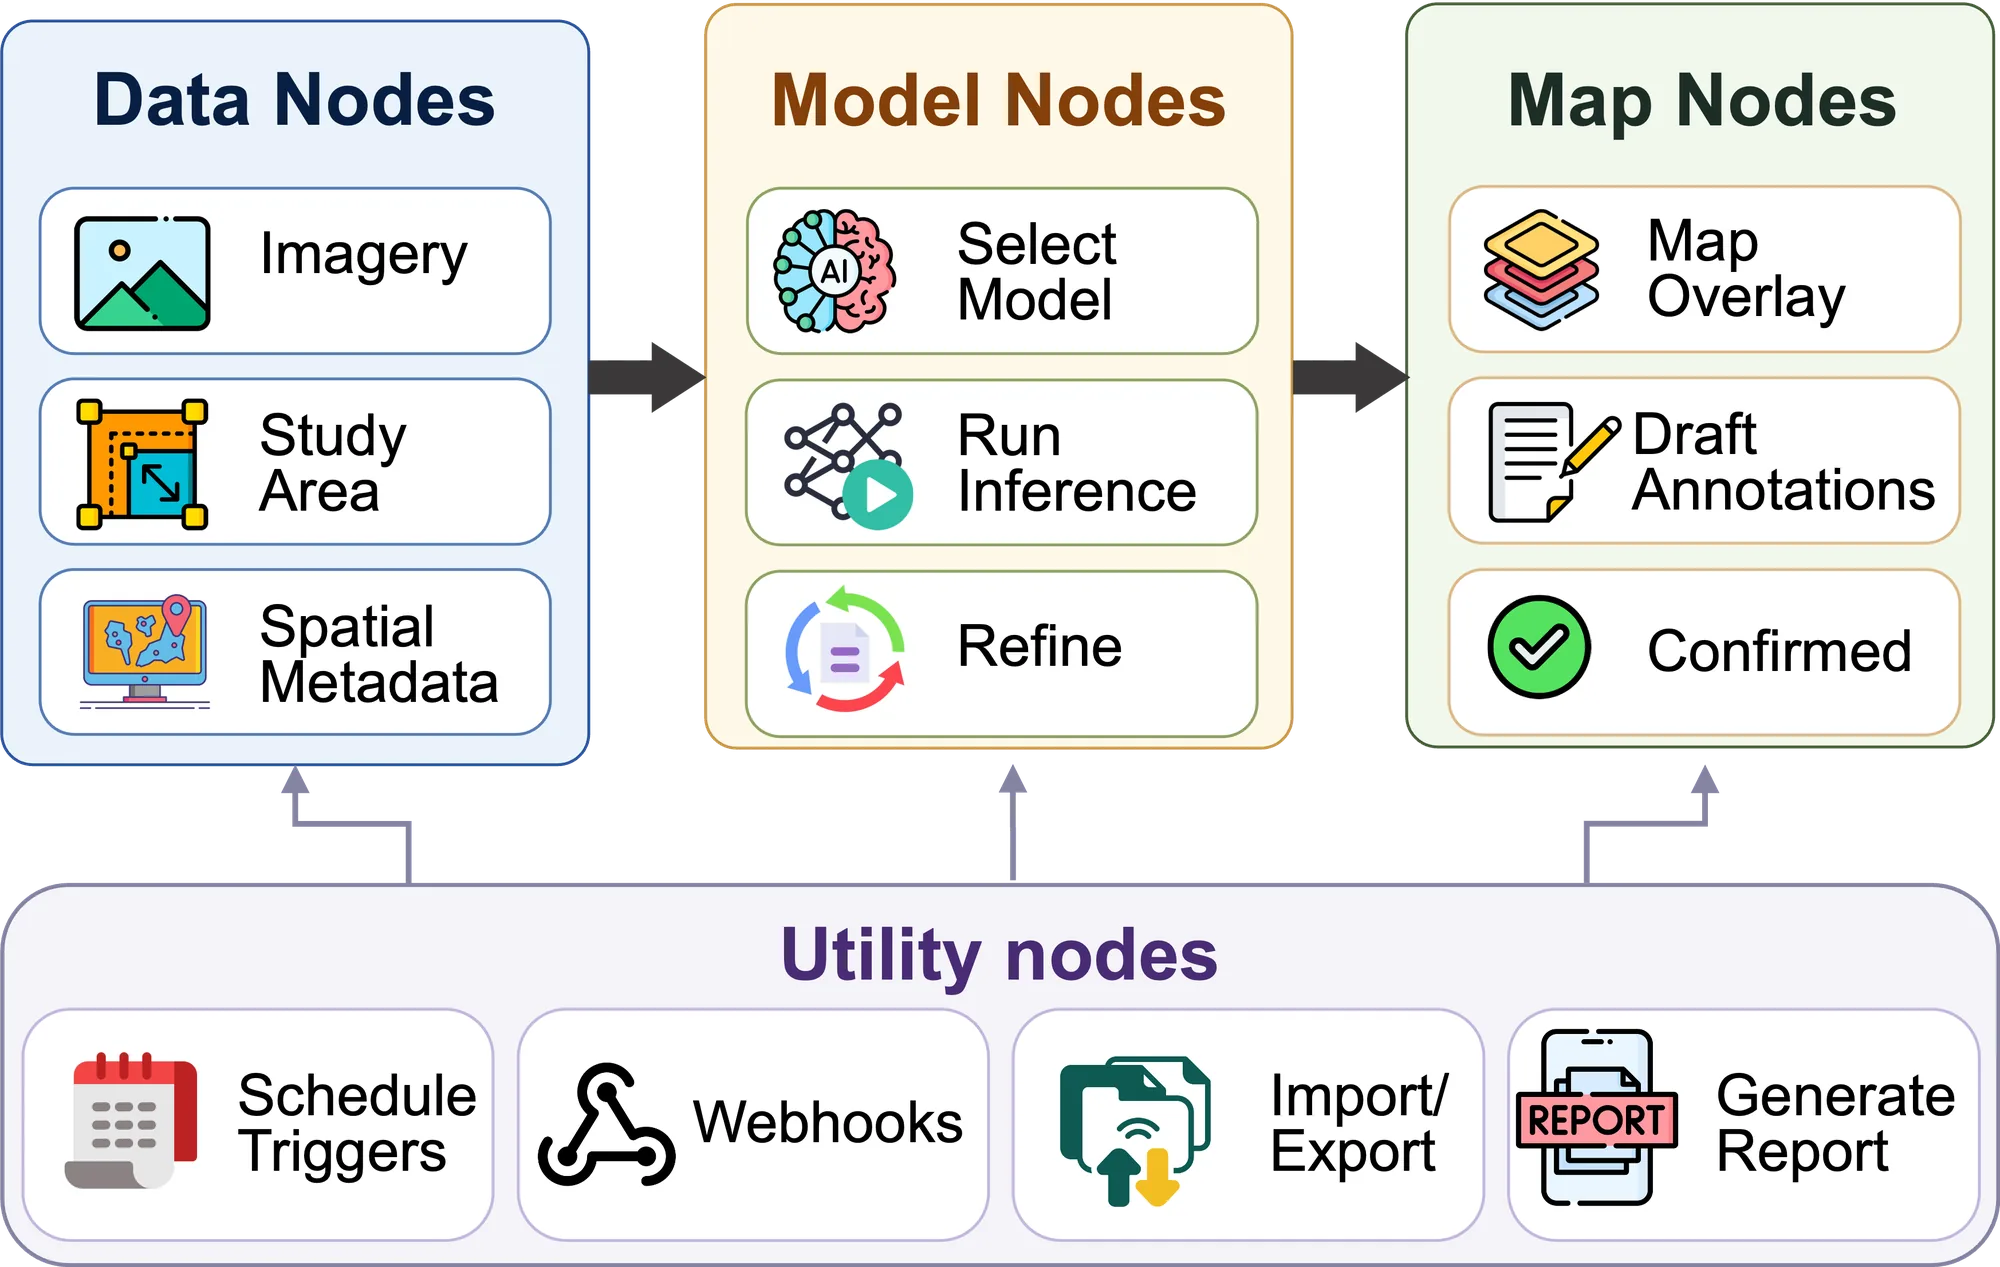 Data Nodes
Imagery
Study
Area
Spatial
Metadata
Model Nodes
AI
Select
Model
Run
Inference
Refine
Map Nodes
Map
Overlay
Draft
Annotations
Confirmed
Utility nodes
Schedule
Triggers
Webhooks
Import/
Export
REPORT
Generate
Report